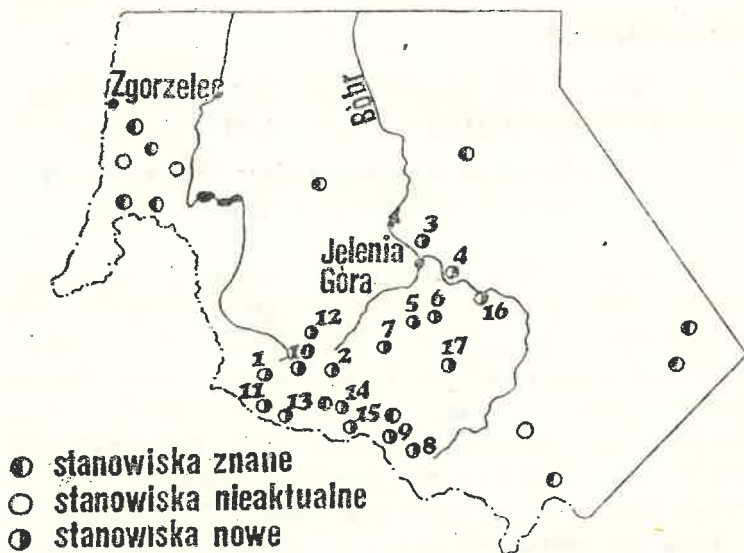 Zgorzelec
Bóbr
3
Jelenia
Góra
4
16
6
5
12
7
17
1
10
2
11
13
14
15
9
8
stanowiska znane
stanowiska nieaktualne
stanowiska nowe